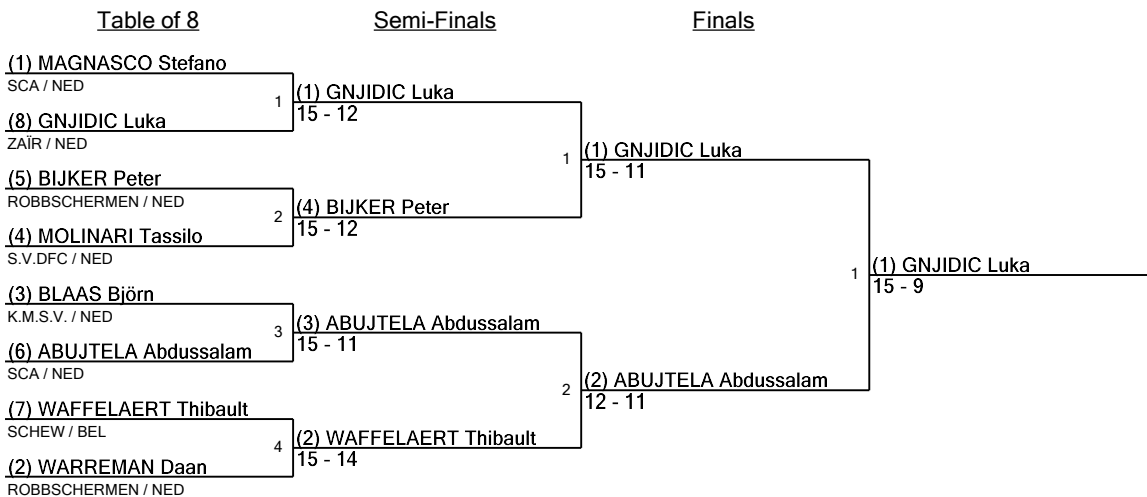 Table of 8
Semi-Finals
Finals
(1) MAGNASCO Stefano
SCA / NED
1
(1) GNJIDIC Luka
15 - 12
(8) GNJIDIC Luka
ZAÏR / NED
1
(1) GNJIDIC Luka
15 - 11
(5) BIJKER Peter
ROBBSCHERMEN / NED
2
(4) BIJKER Peter
15 - 12
(4) MOLINARI Tassilo
S.V.DFC / NED
1
(1) GNJIDIC Luka
15 - 9
(3) BLAAS Björn
K.M.S.V. / NED
3
(3) ABUJTELA Abdussalam
15 - 11
(6) ABUJTELA Abdussalam
SCA / NED
2
(2) ABUJTELA Abdussalam
12 - 11
(7) WAFFELAERT Thibault
SCHEW / BEL
4
(2) WAFFELAERT Thibault
15 - 14
(2) WARREMAN Daan
ROBBSCHERMEN / NED